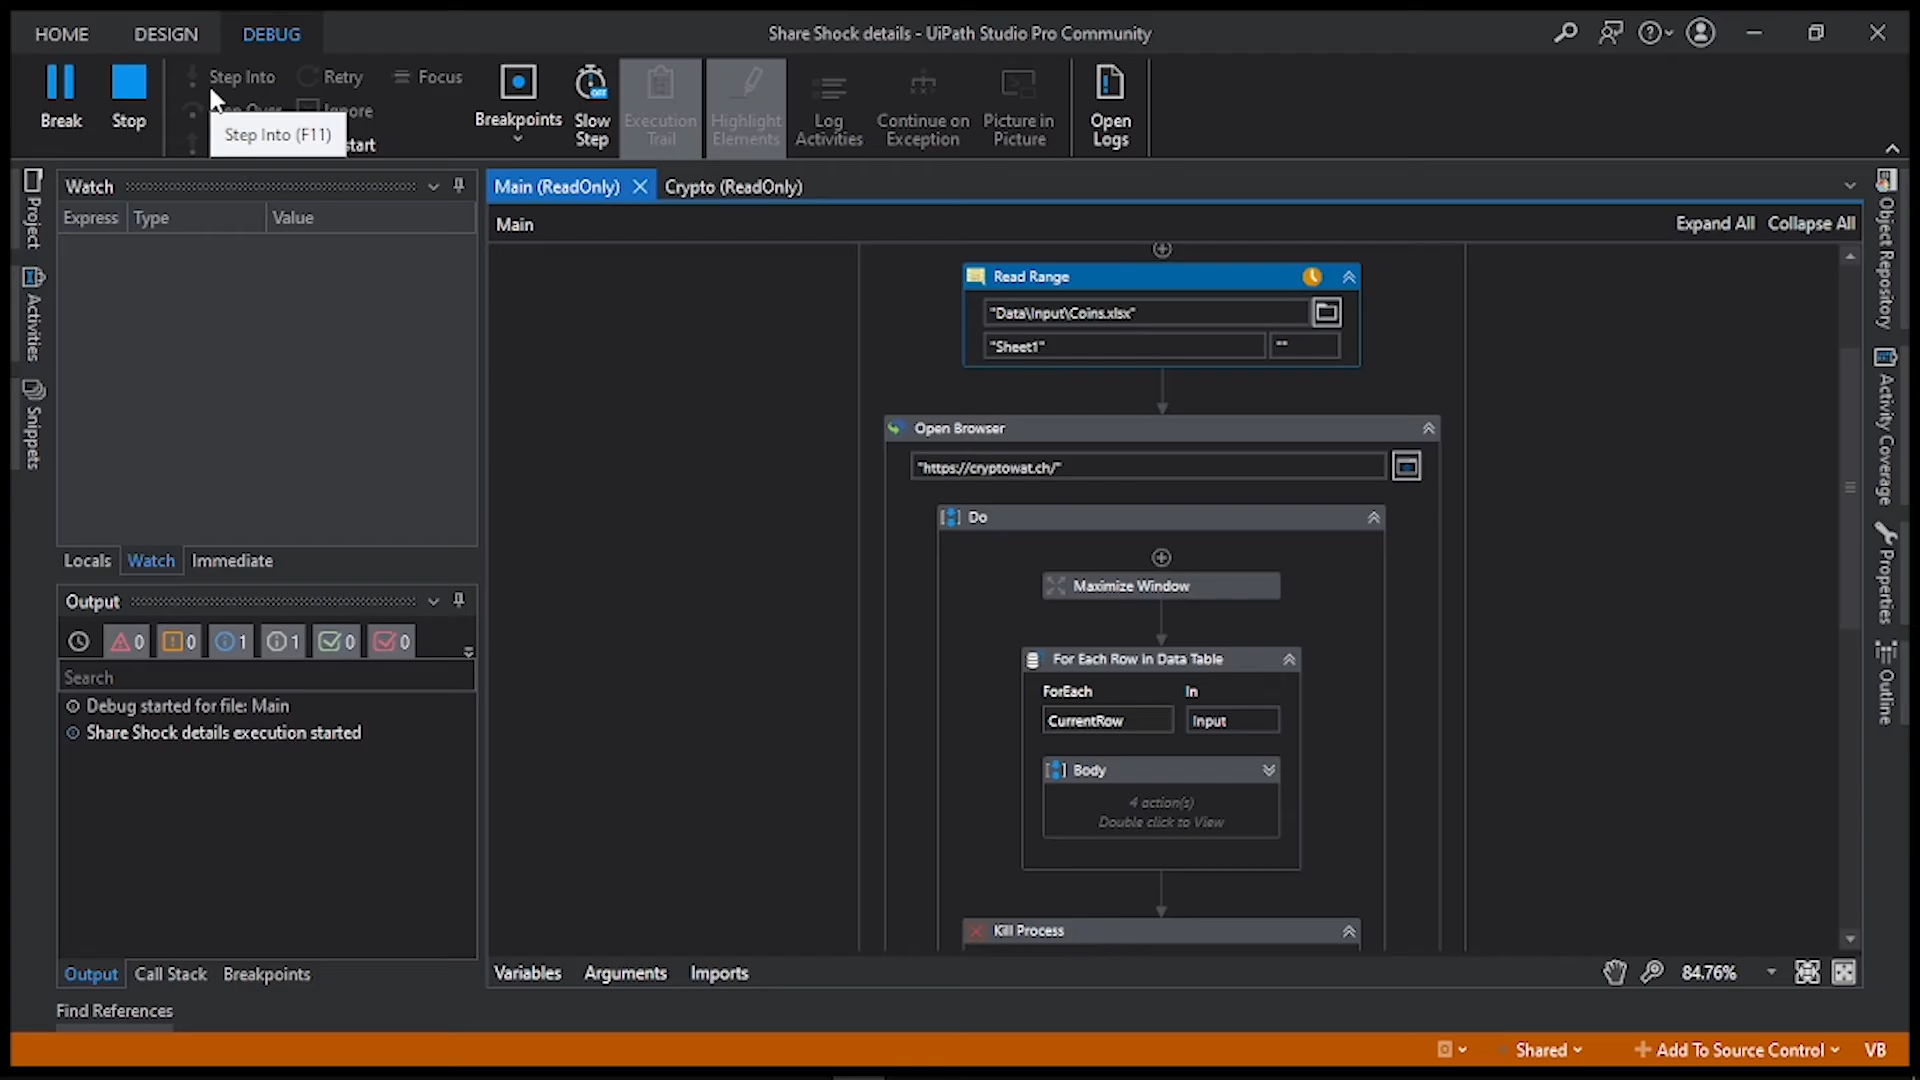 HOME DESIGN DEBUG
Share Shock details - UiPath Studio Pro Community
Break
Stop
Step Into
Retry
Focus
Ignore
Step Into (F11)
start
Breakpoints
Slow Step
Execution Trail
Highlight Elements
Log Activities
Continue on Exception
Picture in Picture
Open Logs
Project
Activities
Snippets
Watch
Express Type Value
Locals Watch Immediate
Output
0 0 1 1 0 0
Search
Debug started for file: Main
Share Shock details execution started
Output Call Stack Breakpoints
Find References
Main (ReadOnly) Crypto (ReadOnly)
Main
Expand All Collapse All
Read Range
"Data\Input\Coins.xlsx"
"Sheet1" ""
Open Browser
"https://cryptowat.ch/"
Do
Maximize Window
For Each Row in Data Table
ForEach In
CurrentRow Input
Body
4 action(s)
Double click to View
Kill Process
Variables Arguments Imports
84.76%
Object Repository
Activity Coverage
Properties
Outline
Shared
Add To Source Control
VB